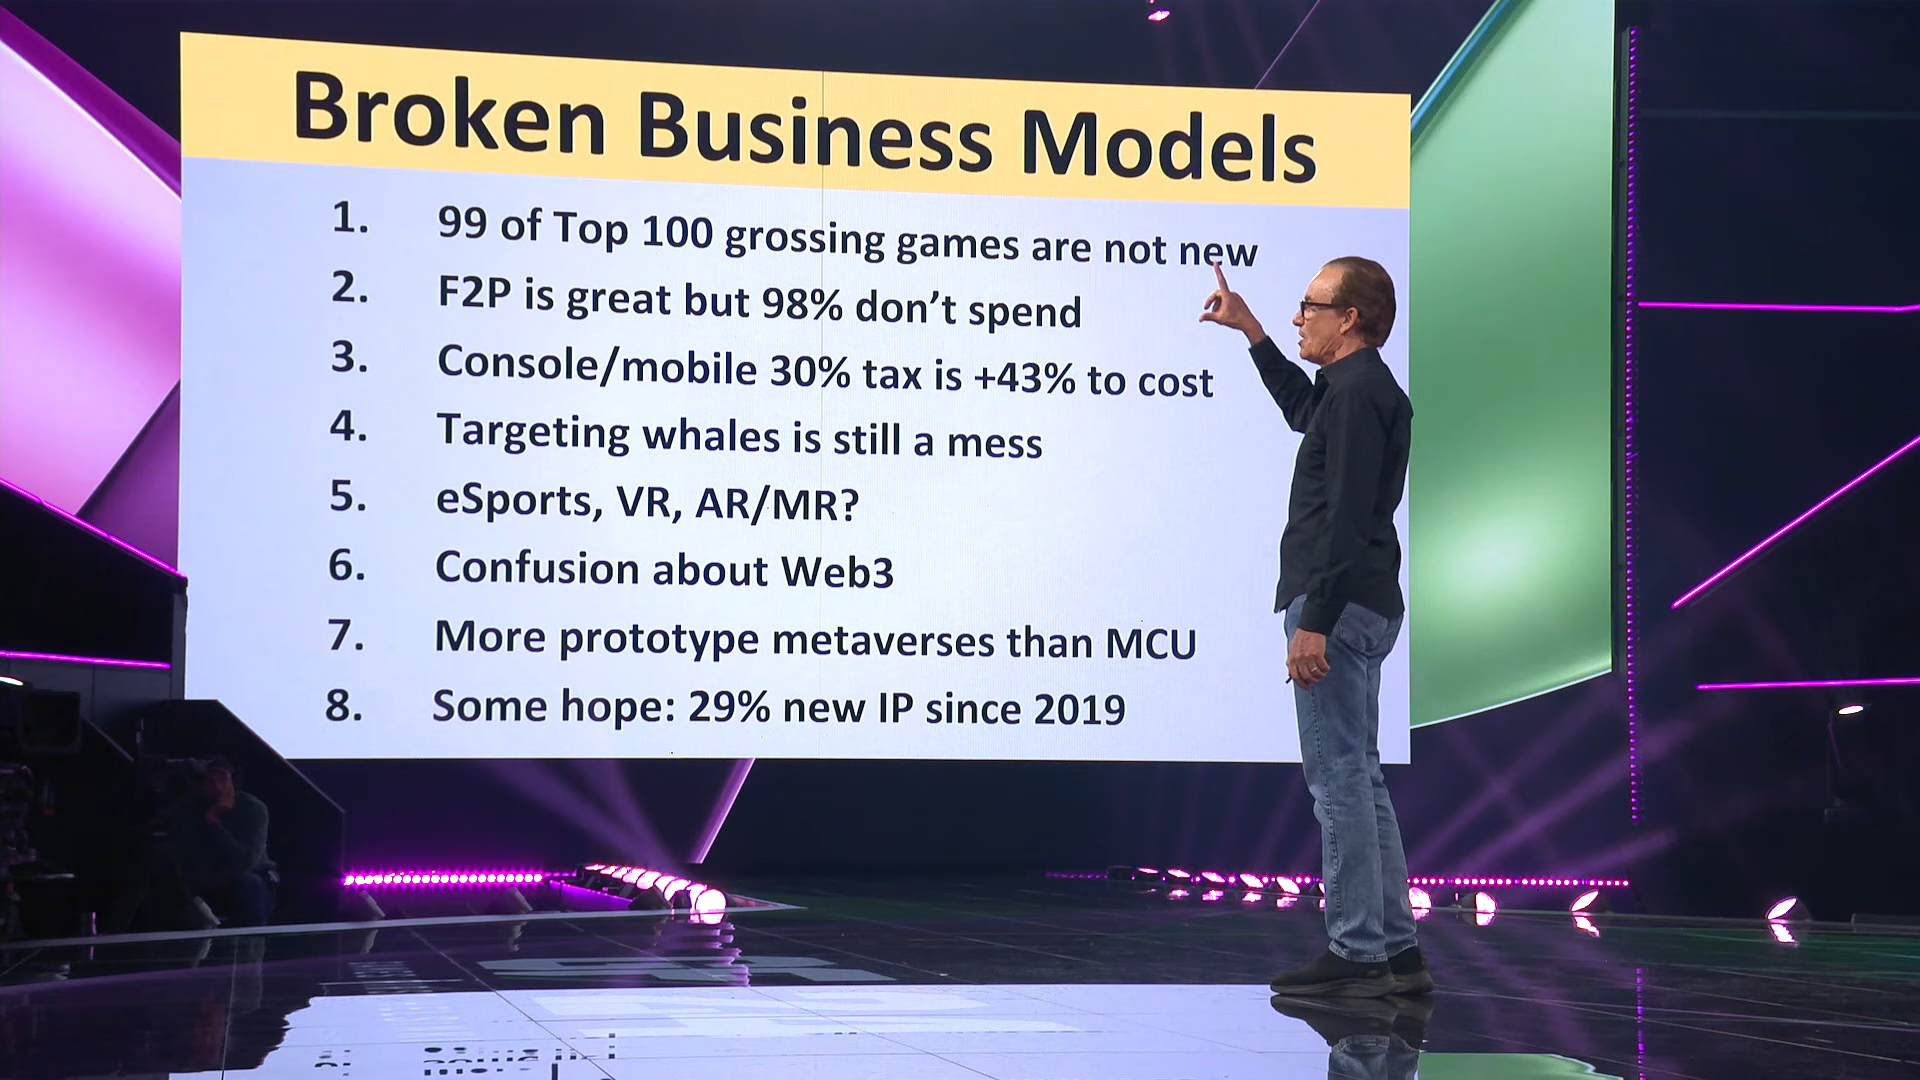 Broken Business Models
1. 99 of Top 100 grossing games are not new
2. F2P is great but 98% don’t spend
3. Console/mobile 30% tax is +43% to cost
4. Targeting whales is still a mess
5. eSports, VR, AR/MR?
6. Confusion about Web3
7. More prototype metaverses than MCU
8. Some hope: 29% new IP since 2019